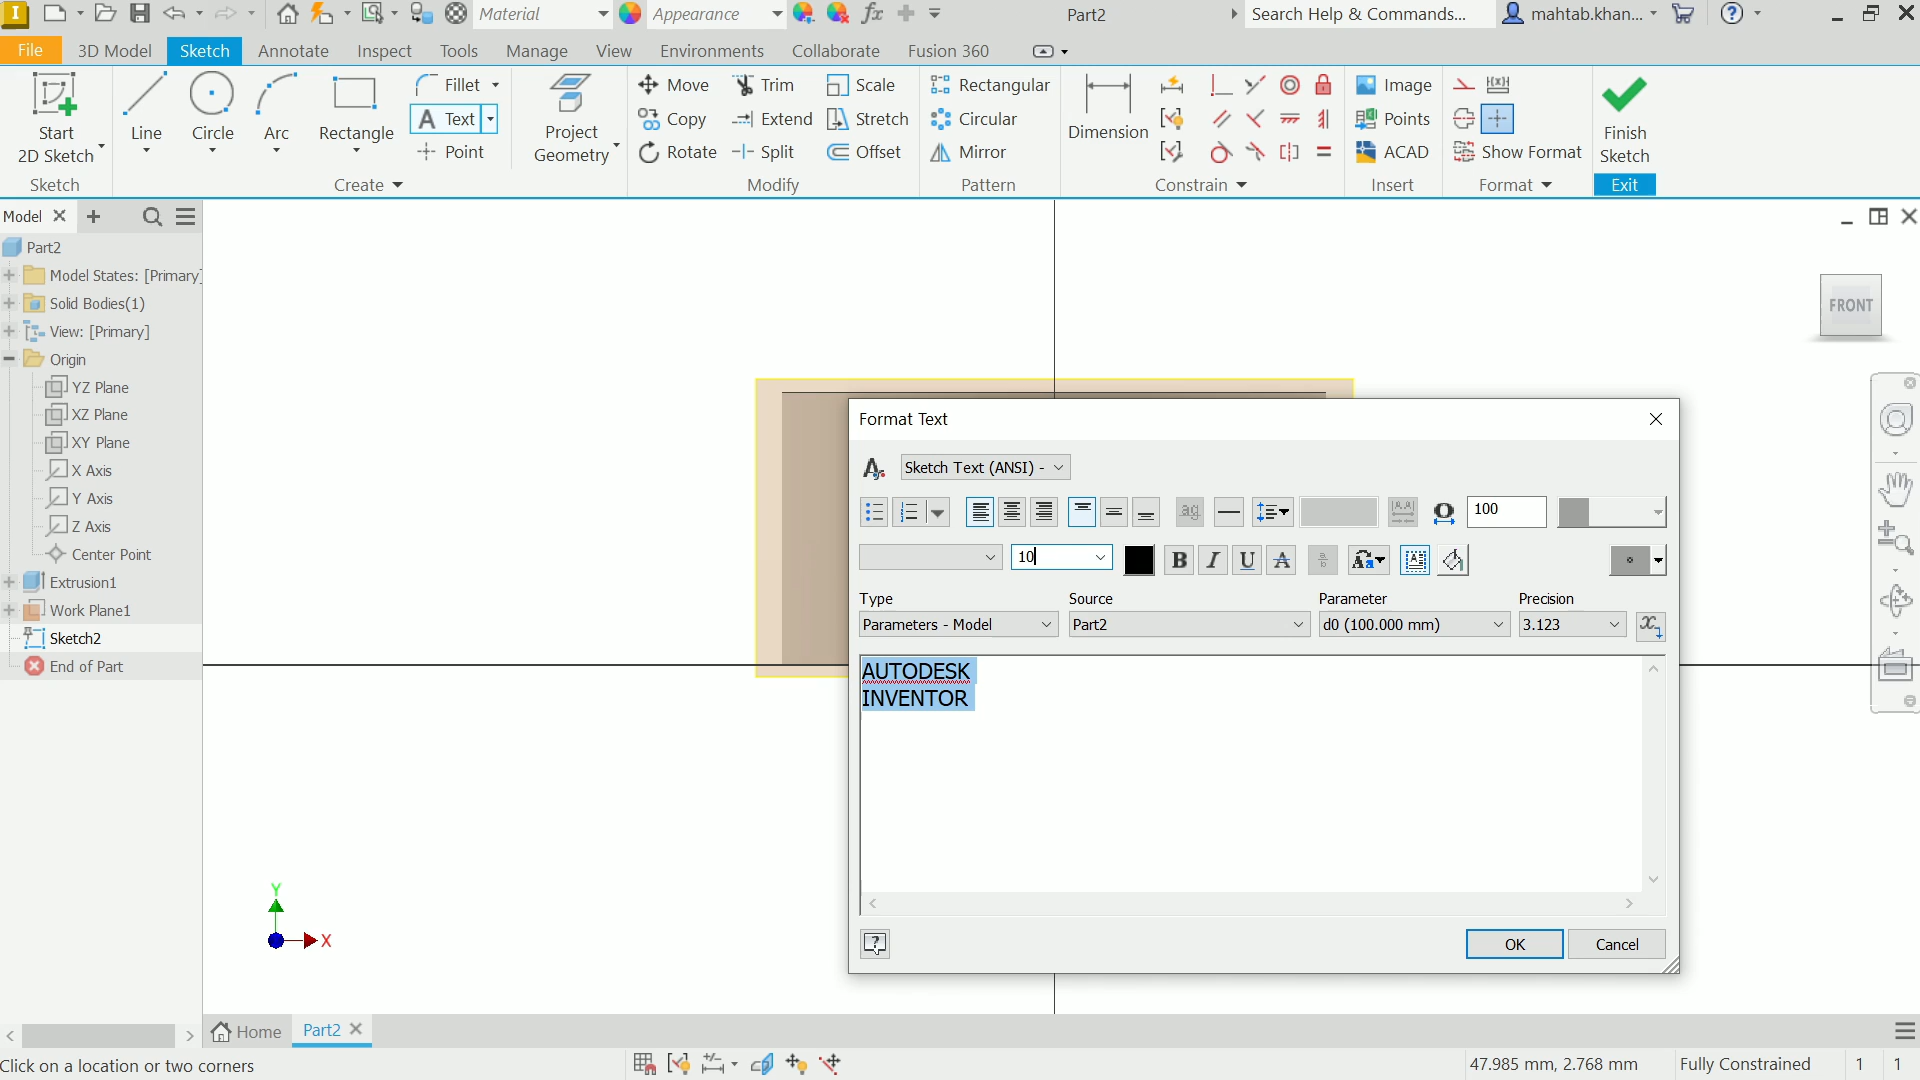 I Material Appearance fx Part2 Search Help & Commands... mahtab.khan... ?
File 3D Model Sketch Annotate Inspect Tools Manage View Environments Collaborate Fusion 360
Start 2D Sketch
Line
Circle
Arc
Rectangle
Fillet
A Text
Point
Project Geometry
Move Trim Scale
Copy Extend Stretch
Rotate Split Offset
Rectangular
Circular
Mirror
Dimension
Image
Points
ACAD
Show Format
Finish Sketch
Sketch Create Modify Pattern Constrain Insert Format Exit
Model
Part2
Model States: [Primary]
Solid Bodies(1)
View: [Primary]
Origin
YZ Plane
XZ Plane
XY Plane
X Axis
Y Axis
Z Axis
Center Point
Extrusion1
Work Plane1
Sketch2
End of Part
FRONT
Format Text
Sketch Text (ANSI) -
100
10
B I U A
Type Source Parameter Precision
Parameters - Model Part2 d0 (100.000 mm) 3.123
AUTODESK
INVENTOR
? OK Cancel
Y
X
Home Part2
Click on a location or two corners 47.985 mm, 2.768 mm Fully Constrained 1 1